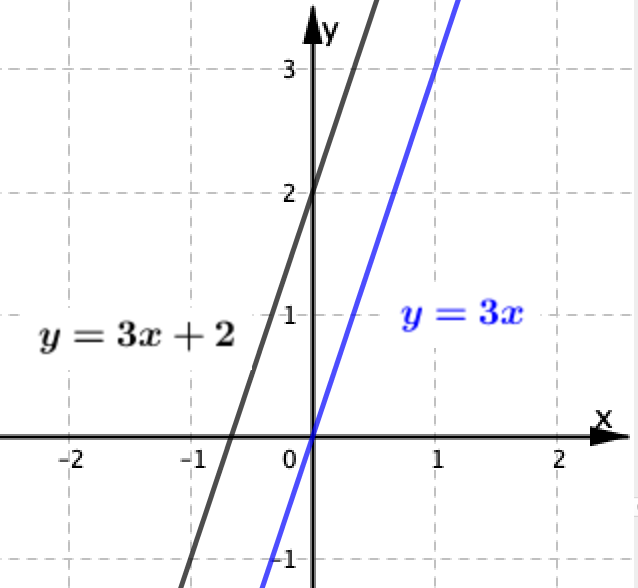 y
3
2
1
y = 3x
y = 3x + 2
x
-2 -1 0 1 2
-1